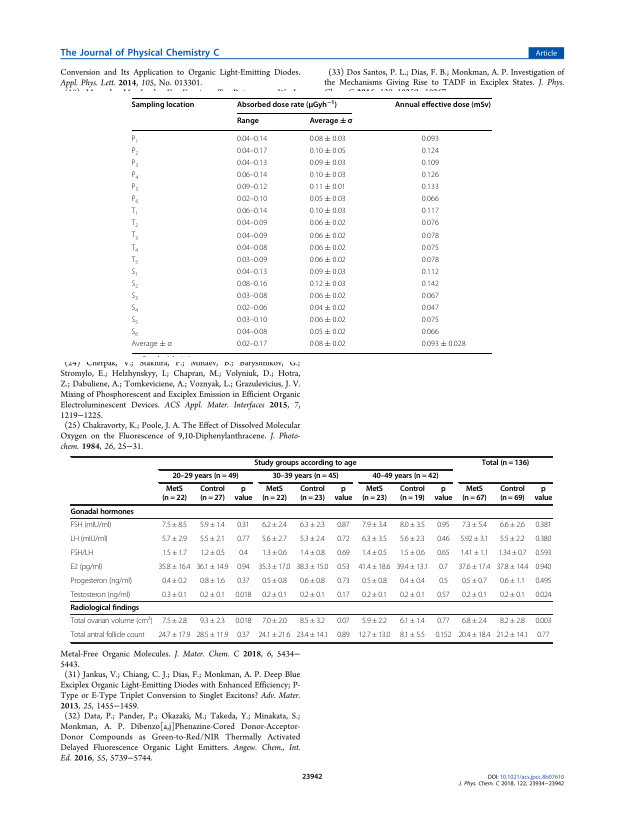 The Journal of Physical Chemistry C
Article
Conversion and Its Application to Organic Light-Emitting Diodes.
Appl. Phys. Lett. 2014, 105, No. 013301.
(33) Dos Santos, P. L.; Dias, F. B.; Monkman, A. P. Investigation of
the Mechanisms Giving Rise to TADF in Exciplex States. J. Phys.
Sampling location Absorbed dose rate (μGyh−1) Annual effective dose (mSv)
Range Average ± σ
P1 0.04–0.14 0.08 ± 0.03 0.093
P2 0.04–0.17 0.10 ± 0.05 0.124
P3 0.04–0.13 0.09 ± 0.03 0.109
P4 0.06–0.14 0.10 ± 0.03 0.126
P5 0.09–0.12 0.11 ± 0.01 0.133
P6 0.02–0.10 0.05 ± 0.03 0.066
T1 0.06–0.14 0.10 ± 0.03 0.117
T2 0.04–0.09 0.06 ± 0.02 0.076
T3 0.04–0.09 0.06 ± 0.02 0.078
T4 0.04–0.08 0.06 ± 0.02 0.075
T5 0.03–0.09 0.06 ± 0.02 0.078
S1 0.04–0.13 0.09 ± 0.03 0.112
S2 0.08–0.16 0.12 ± 0.03 0.142
S3 0.03–0.08 0.06 ± 0.02 0.067
S4 0.02–0.06 0.04 ± 0.02 0.047
S5 0.03–0.10 0.06 ± 0.02 0.075
S6 0.04–0.08 0.05 ± 0.02 0.066
Average ± σ 0.02–0.17 0.08 ± 0.02 0.093 ± 0.028
(24) Cherpak, V.; Stakhira, P.; Minaev, B.; Baryshnikov, G.;
Stromylo, E.; Helzhynskyy, I.; Chapran, M.; Volyniuk, D.; Hotra,
Z.; Dabuliene, A.; Tomkeviciene, A.; Voznyak, L.; Grazulevicius, J. V.
Mixing of Phosphorescent and Exciplex Emission in Efficient Organic
Electroluminescent Devices. ACS Appl. Mater. Interfaces 2015, 7,
1219−1225.
(25) Chakravorty, K.; Poole, J. A. The Effect of Dissolved Molecular
Oxygen on the Fluorescence of 9,10-Diphenylanthracene. J. Photo-
chem. 1984, 26, 25−31.
Study groups according to age Total (n = 136)
20–29 years (n = 49) 30–39 years (n = 45) 40–49 years (n = 42)
MetS Control p MetS Control p MetS Control p MetS Control p
(n = 22) (n = 27) value (n = 22) (n = 23) value (n = 23) (n = 19) value (n = 67) (n = 69) value
Gonadal hormones
FSH (mIU/ml) 7.5 ± 8.5 5.9 ± 1.4 0.31 6.2 ± 2.4 6.3 ± 2.3 0.87 7.9 ± 3.4 8.0 ± 3.5 0.95 7.3 ± 5.4 6.6 ± 2.6 0.381
LH (mIU/ml) 5.7 ± 2.9 5.5 ± 2.1 0.77 5.6 ± 2.7 5.3 ± 2.4 0.72 6.3 ± 3.5 5.6 ± 2.3 0.46 5.92 ± 3.1 5.5 ± 2.2 0.380
FSH/LH 1.5 ± 1.7 1.2 ± 0.5 0.4 1.3 ± 0.6 1.4 ± 0.8 0.69 1.4 ± 0.5 1.5 ± 0.6 0.65 1.41 ± 1.1 1.34 ± 0.7 0.593
E2 (pg/ml) 35.8 ± 16.4 36.1 ± 14.9 0.94 35.3 ± 17.0 38.3 ± 15.0 0.53 41.4 ± 18.6 39.4 ± 13.1 0.7 37.6 ± 17.4 37.8 ± 14.4 0.940
Progesteron (ng/ml) 0.4 ± 0.2 0.8 ± 1.6 0.37 0.5 ± 0.8 0.6 ± 0.8 0.73 0.5 ± 0.8 0.4 ± 0.4 0.5 0.5 ± 0.7 0.6 ± 1.1 0.495
Testosteron (ng/ml) 0.3 ± 0.1 0.2 ± 0.1 0.018 0.2 ± 0.1 0.2 ± 0.1 0.17 0.2 ± 0.1 0.2 ± 0.1 0.57 0.2 ± 0.1 0.2 ± 0.1 0.024
Radiological findings
Total ovarian volume (cm3) 7.5 ± 2.8 9.3 ± 2.3 0.018 7.0 ± 2.0 8.5 ± 3.2 0.07 5.9 ± 2.2 6.1 ± 1.4 0.77 6.8 ± 2.4 8.2 ± 2.8 0.003
Total antral follicle count 24.7 ± 17.9 28.5 ± 11.9 0.37 24.1 ± 21.6 23.4 ± 14.1 0.89 12.7 ± 13.0 8.1 ± 5.5 0.152 20.4 ± 18.4 21.2 ± 14.1 0.77
Metal-Free Organic Molecules. J. Mater. Chem. C 2018, 6, 5434−
5443.
(31) Jankus, V.; Chiang, C. J.; Dias, F.; Monkman, A. P. Deep Blue
Exciplex Organic Light-Emitting Diodes with Enhanced Efficiency; P-
Type or E-Type Triplet Conversion to Singlet Excitons? Adv. Mater.
2013, 25, 1455−1459.
(32) Data, P.; Pander, P.; Okazaki, M.; Takeda, Y.; Minakata, S.;
Monkman, A. P. Dibenzo[a,j]Phenazine-Cored Donor-Acceptor-
Donor Compounds as Green-to-Red/NIR Thermally Activated
Delayed Fluorescence Organic Light Emitters. Angew. Chem., Int.
Ed. 2016, 55, 5739−5744.
23942
DOI: 10.1021/acs.jpcc.8b07610
J. Phys. Chem. C 2018, 122, 23934−23942